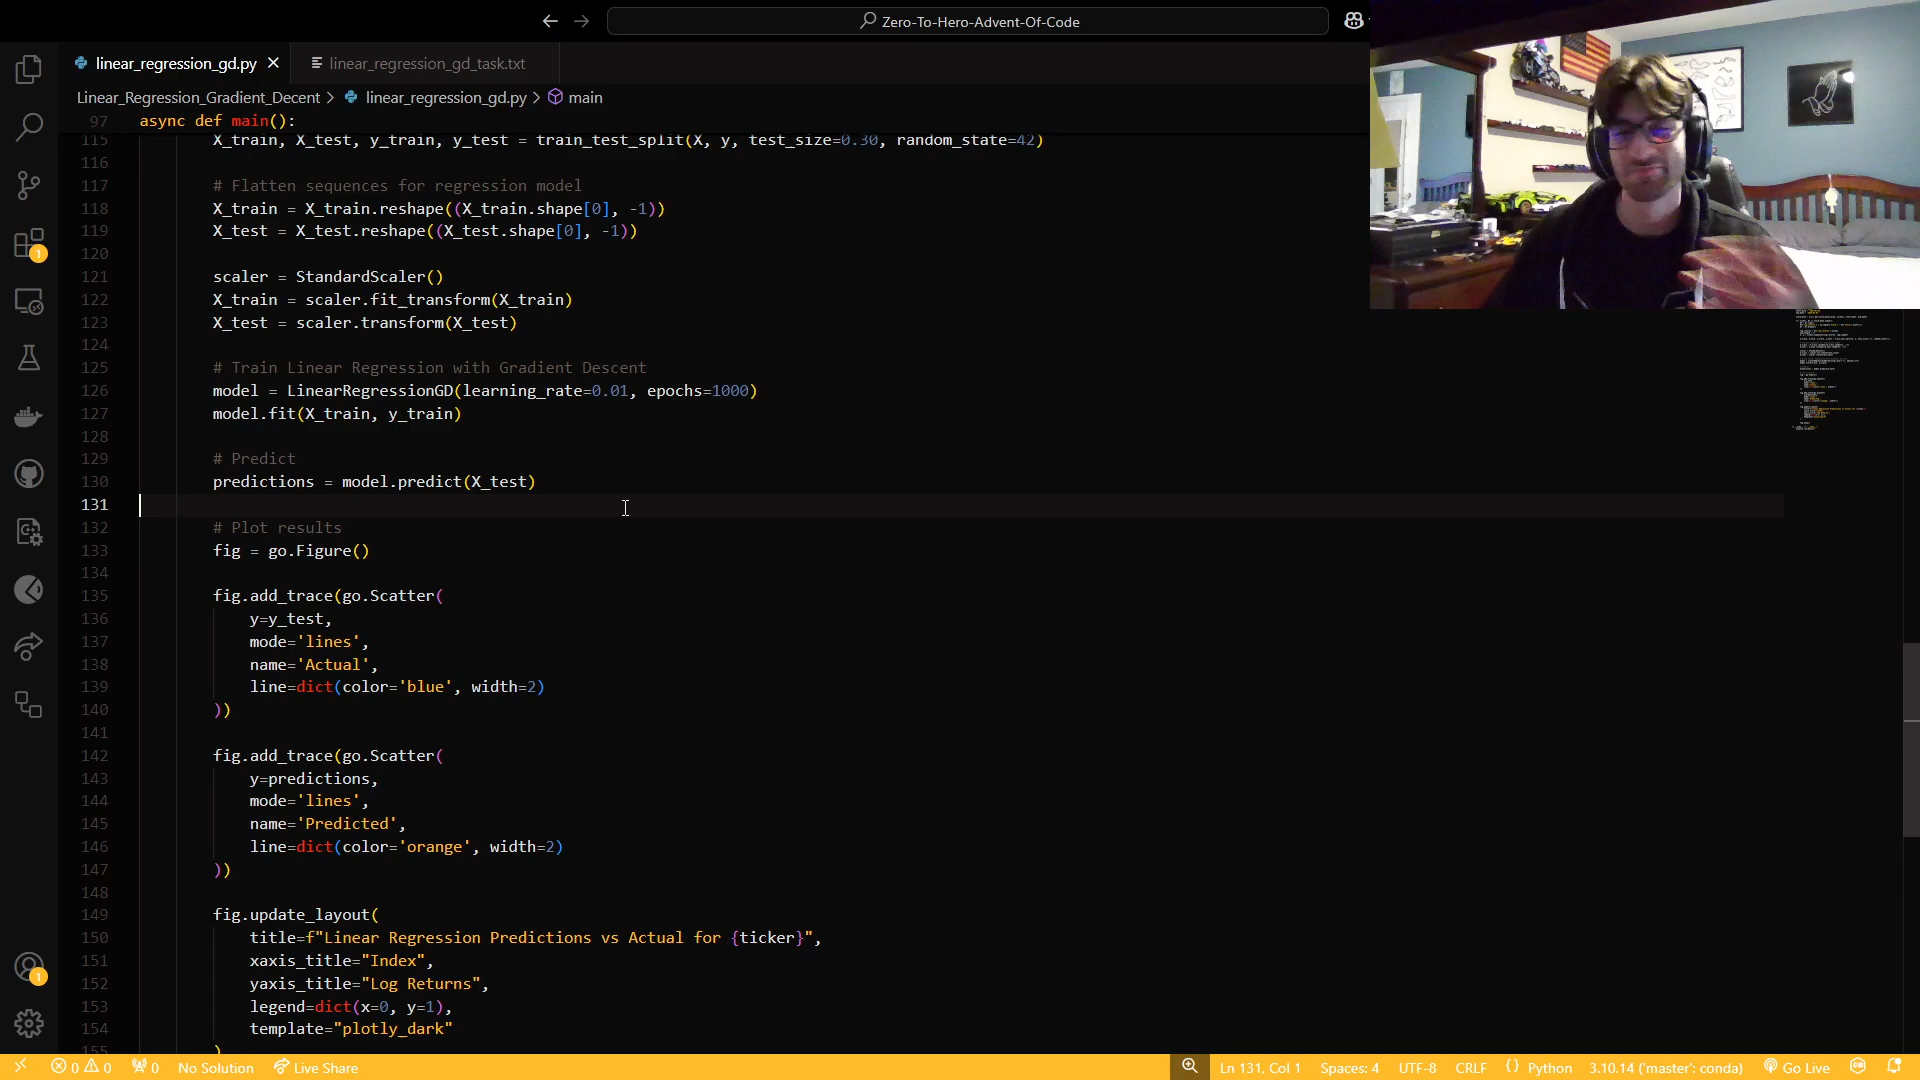 Zero-To-Hero-Advent-Of-Code
linear_regression_gd.py
linear_regression_gd_task.txt
Linear_Regression_Gradient_Decent > linear_regression_gd.py > main
97 async def main():
115 X_train, X_test, y_train, y_test = train_test_split(X, y, test_size=0.30, random_state=42)
116
117 # Flatten sequences for regression model
118 X_train = X_train.reshape((X_train.shape[0], -1))
119 X_test = X_test.reshape((X_test.shape[0], -1))
120
121 scaler = StandardScaler()
122 X_train = scaler.fit_transform(X_train)
123 X_test = scaler.transform(X_test)
124
125 # Train Linear Regression with Gradient Descent
126 model = LinearRegressionGD(learning_rate=0.01, epochs=1000)
127 model.fit(X_train, y_train)
128
129 # Predict
130 predictions = model.predict(X_test)
131
132 # Plot results
133 fig = go.Figure()
134
135 fig.add_trace(go.Scatter(
136 y=y_test,
137 mode='lines',
138 name='Actual',
139 line=dict(color='blue', width=2)
140 ))
141
142 fig.add_trace(go.Scatter(
143 y=predictions,
144 mode='lines',
145 name='Predicted',
146 line=dict(color='orange', width=2)
147 ))
148
149 fig.update_layout(
150 title=f"Linear Regression Predictions vs Actual for {ticker}",
151 xaxis_title="Index",
152 yaxis_title="Log Returns",
153 legend=dict(x=0, y=1),
154 template="plotly_dark"
155 )
1
1
0 0 0 No Solution Live Share Ln 131, Col 1 Spaces: 4 UTF-8 CRLF {} Python 3.10.14 ('master': conda) Go Live